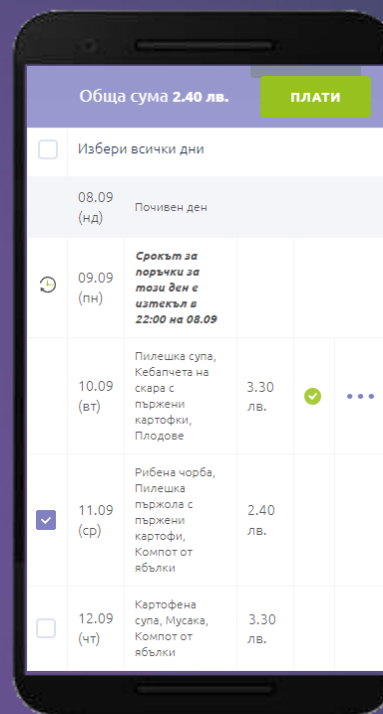 Обща сума 2.40 лв.
ПЛАТИ
Избери всички дни
08.09
(нд)
Почивен ден
09.09
(пн)
Срокът за
поръчки за
този ден е
изтекъл в
22:00 на 08.09
10.09
(вт)
Пилешка супа,
Кебапчета на
скара с
пържени
картофки,
Плодове
3.30
лв.
11.09
(ср)
Рибена чорба,
Пилешка
пържола с
пържени
картофи,
Компот от
ябълки
2.40
лв.
12.09
(чт)
Картофена
супа, Мусака,
Компот от
ябълки
3.30
лв.